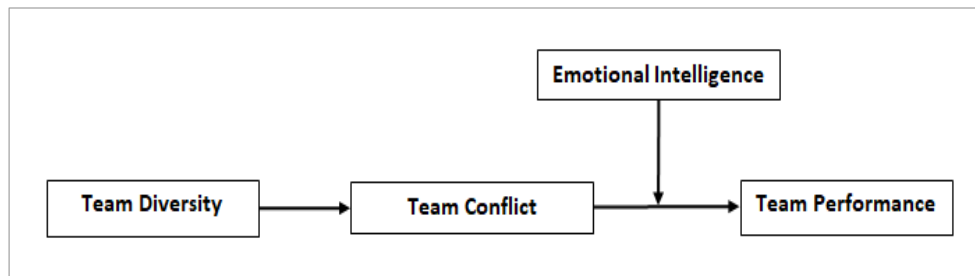 Emotional Intelligence
Team Diversity
Team Conflict
Team Performance